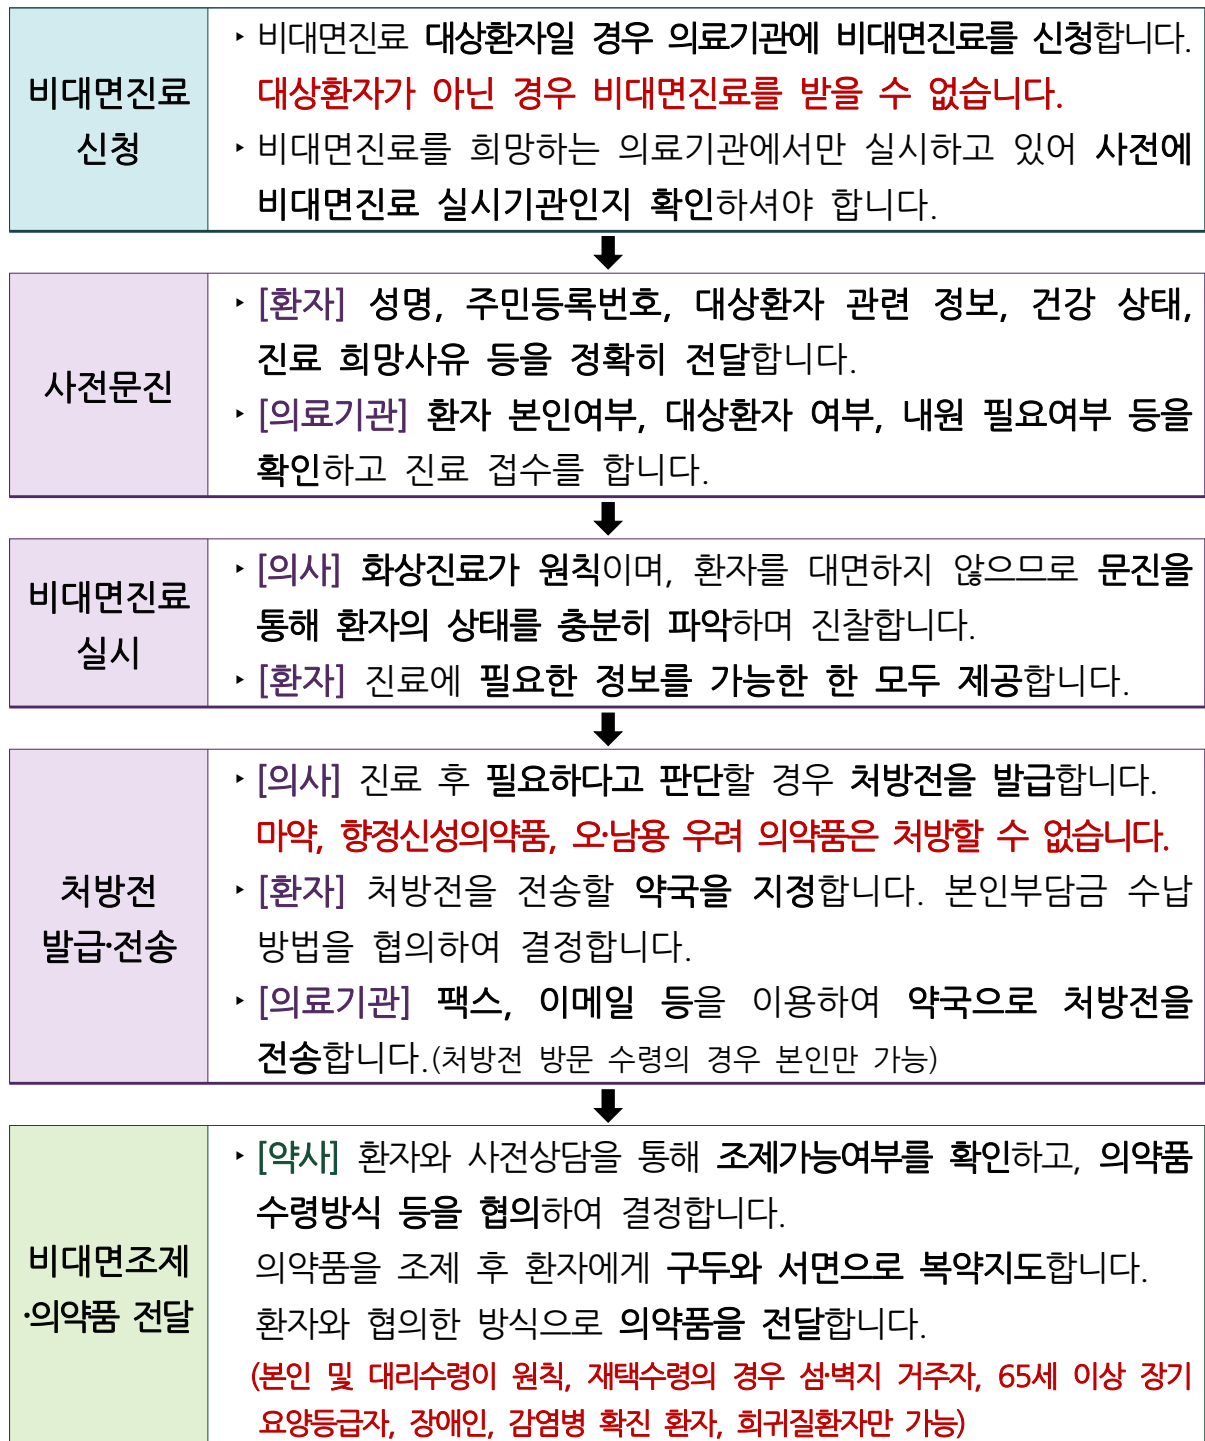 비대면진료
신청
‣ 비대면진료 대상환자일 경우 의료기관에 비대면진료를 신청합니다.
대상환자가 아닌 경우 비대면진료를 받을 수 없습니다.
‣ 비대면진료를 희망하는 의료기관에서만 실시하고 있어 사전에
비대면진료 실시기관인지 확인하셔야 합니다.
사전문진
‣ [환자] 성명, 주민등록번호, 대상환자 관련 정보, 건강 상태,
진료 희망사유 등을 정확히 전달합니다.
‣ [의료기관] 환자 본인여부, 대상환자 여부, 내원 필요여부 등을
확인하고 진료 접수를 합니다.
비대면진료
실시
‣ [의사] 화상진료가 원칙이며, 환자를 대면하지 않으므로 문진을
통해 환자의 상태를 충분히 파악하며 진찰합니다.
‣ [환자] 진료에 필요한 정보를 가능한 한 모두 제공합니다.
처방전
발급·전송
‣ [의사] 진료 후 필요하다고 판단할 경우 처방전을 발급합니다.
마약, 향정신성의약품, 오·남용 우려 의약품은 처방할 수 없습니다.
‣ [환자] 처방전을 전송할 약국을 지정합니다. 본인부담금 수납
방법을 협의하여 결정합니다.
‣ [의료기관] 팩스, 이메일 등을 이용하여 약국으로 처방전을
전송합니다.(처방전 방문 수령의 경우 본인만 가능)
비대면조제
·의약품 전달
‣ [약사] 환자와 사전상담을 통해 조제가능여부를 확인하고, 의약품
수령방식 등을 협의하여 결정합니다.
의약품을 조제 후 환자에게 구두와 서면으로 복약지도합니다.
환자와 협의한 방식으로 의약품을 전달합니다.
(본인 및 대리수령이 원칙, 재택수령의 경우 섬·벽지 거주자, 65세 이상 장기
요양등급자, 장애인, 감염병 확진 환자, 희귀질환자만 가능)